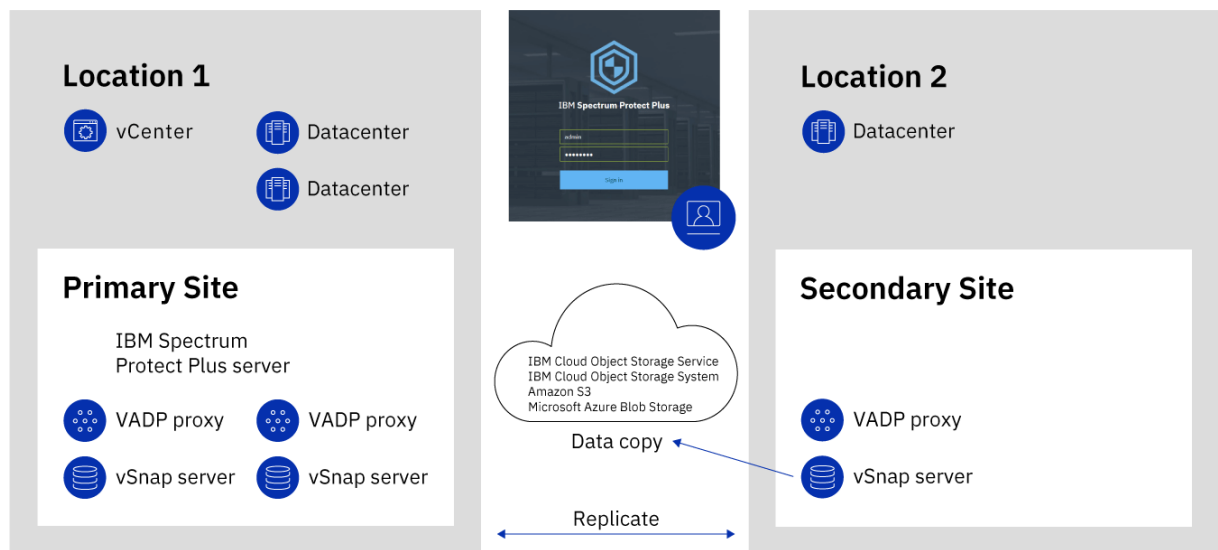 Location 1
vCenter
Datacenter
Datacenter
Primary Site
IBM Spectrum
Protect Plus server
VADP proxy
VADP proxy
vSnap server
vSnap server
IBM Spectrum Protect Plus
admin
Sign in
IBM Cloud Object Storage Service
IBM Cloud Object Storage System
Amazon S3
Microsoft Azure Blob Storage
Data copy
Replicate
Location 2
Datacenter
Secondary Site
VADP proxy
vSnap server